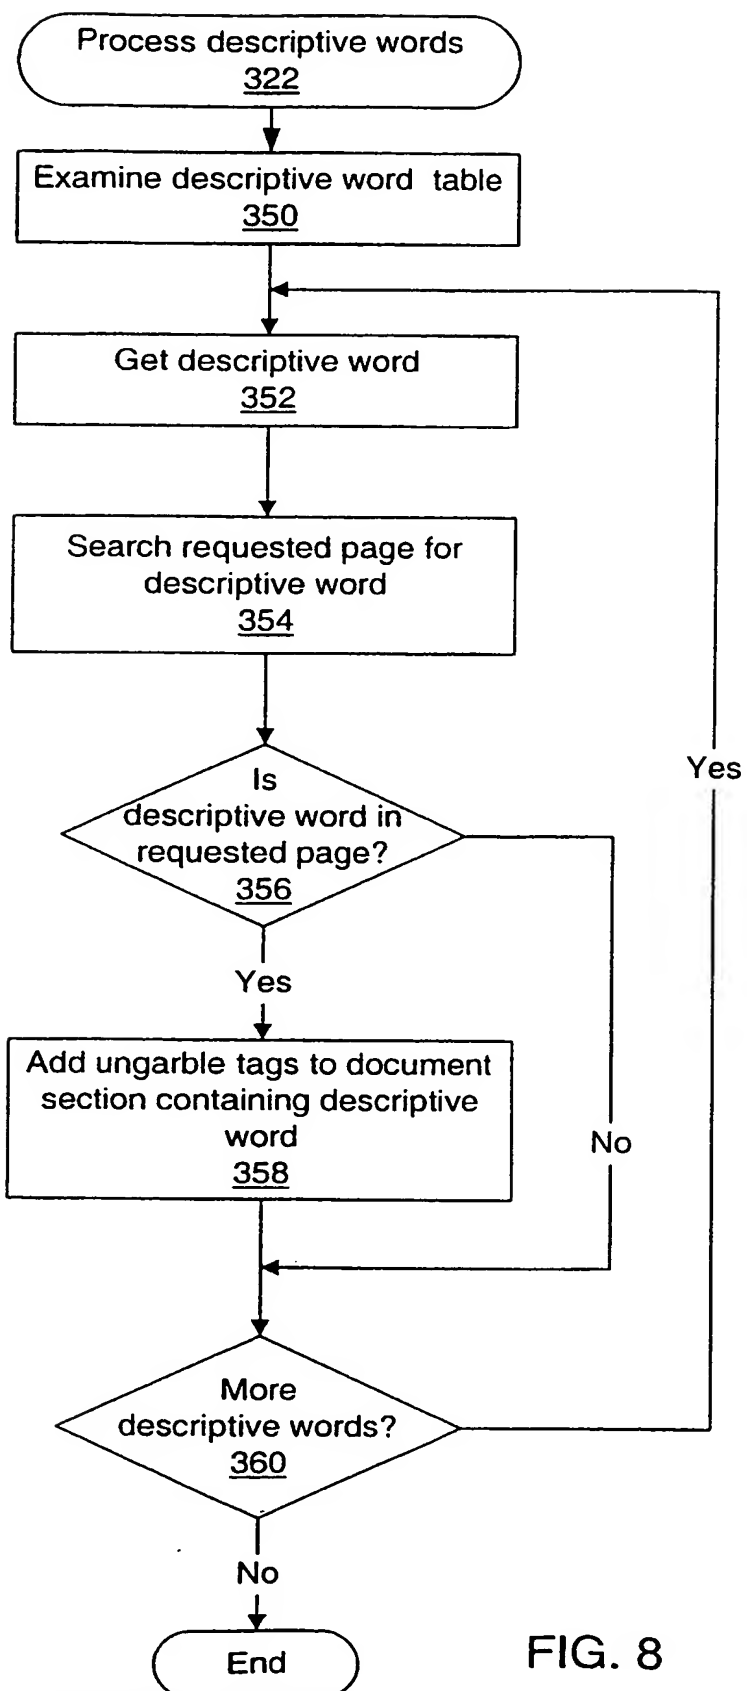 Process descriptive words
322
Examine descriptive word table
350
Get descriptive word
352
Search requested page for
descriptive word
354
Is
descriptive word in
requested page?
356
Yes
Add ungarble tags to document
section containing descriptive
word
358
No
Yes
More
descriptive words?
360
No
End
FIG. 8